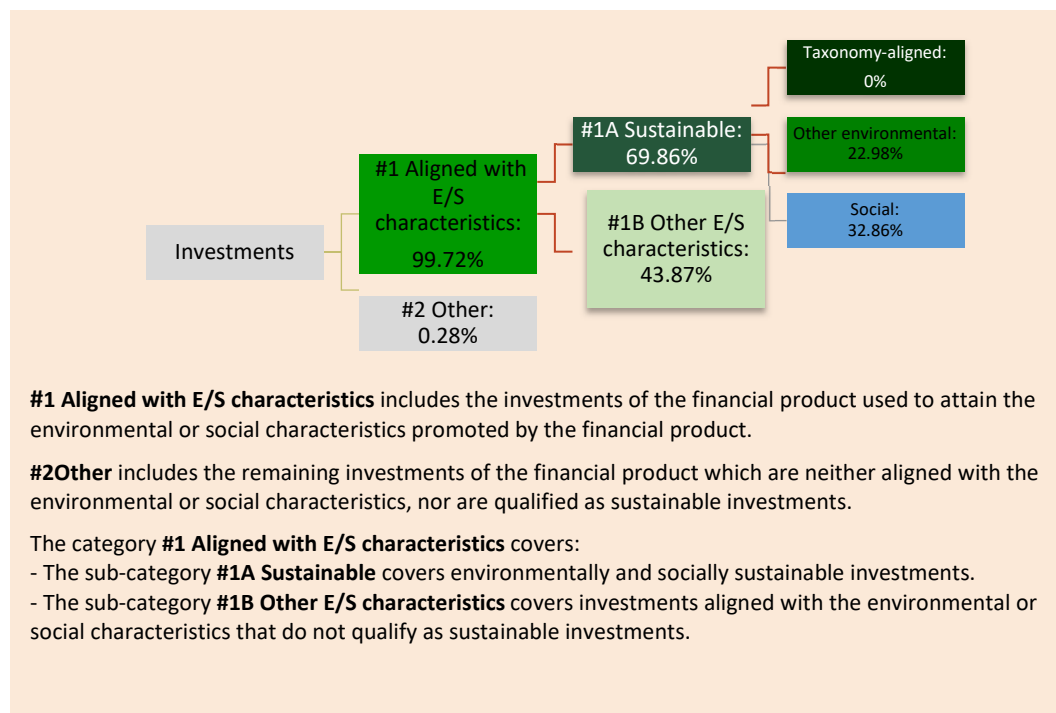 Taxonomy-aligned:
0%
#1A Sustainable:
69.86%
Other environmental:
22.98%
#1 Aligned with
E/S
characteristics:
99.72%
#1B Other E/S
characteristics:
43.87%
Social:
32.86%
Investments
#2 Other:
0.28%
#1 Aligned with E/S characteristics includes the investments of the financial product used to attain the
environmental or social characteristics promoted by the financial product.
#2Other includes the remaining investments of the financial product which are neither aligned with the
environmental or social characteristics, nor are qualified as sustainable investments.
The category #1 Aligned with E/S characteristics covers:
- The sub-category #1A Sustainable covers environmentally and socially sustainable investments.
- The sub-category #1B Other E/S characteristics covers investments aligned with the environmental or
social characteristics that do not qualify as sustainable investments.